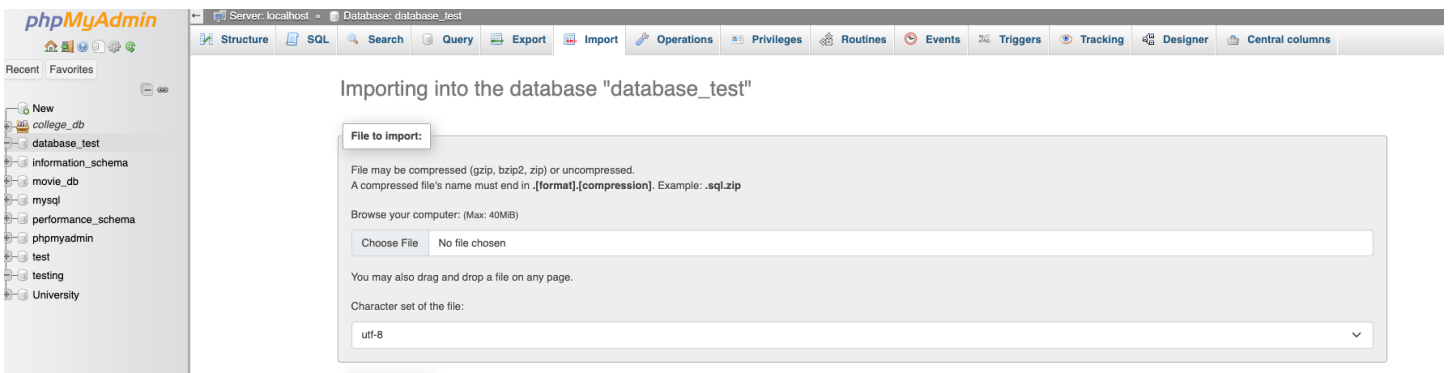 phpMyAdmin
Recent Favorites
New
college_db
database_test
information_schema
movie_db
mysql
performance_schema
phpmyadmin
test
testing
University
Server: localhost » Database: database_test
Structure SQL Search Query Export Import Operations Privileges Routines Events Triggers Tracking Designer Central columns
Importing into the database "database_test"
File to import:
File may be compressed (gzip, bzip2, zip) or uncompressed.
A compressed file's name must end in .[format].[compression]. Example: .sql.zip
Browse your computer: (Max: 40MiB)
Choose File No file chosen
You may also drag and drop a file on any page.
Character set of the file:
utf-8